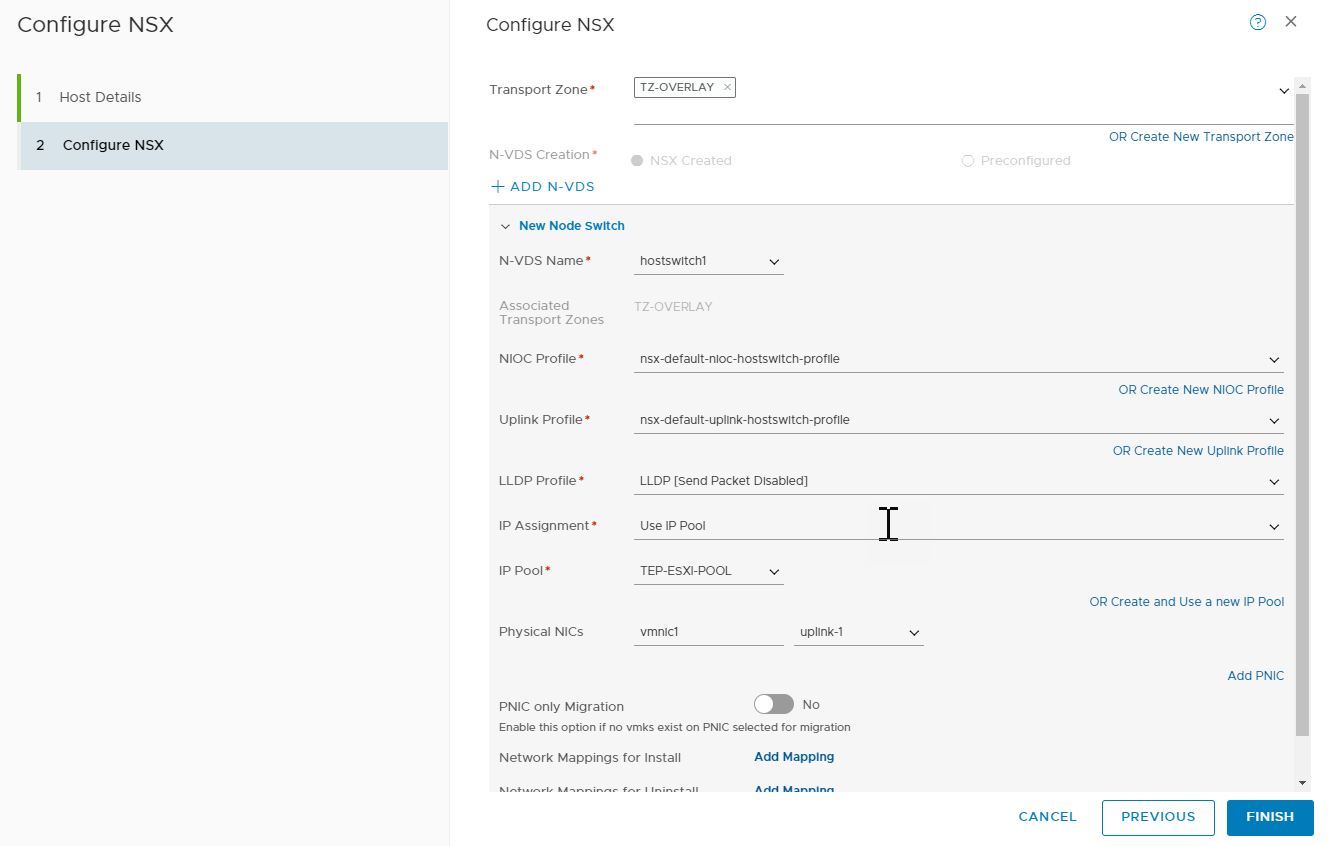 Configure NSX
1 Host Details
2 Configure NSX
Configure NSX
Transport Zone*
TZ-OVERLAY ×
OR Create New Transport Zone
N-VDS Creation*
NSX Created
Preconfigured
+ ADD N-VDS
New Node Switch
N-VDS Name*
hostswitch1
Associated
Transport Zones
TZ-OVERLAY
NIOC Profile*
nsx-default-nioc-hostswitch-profile
OR Create New NIOC Profile
Uplink Profile*
nsx-default-uplink-hostswitch-profile
OR Create New Uplink Profile
LLDP Profile*
LLDP [Send Packet Disabled]
IP Assignment*
Use IP Pool
IP Pool*
TEP-ESXI-POOL
OR Create and Use a new IP Pool
Physical NICs
vmnic1
uplink-1
Add PNIC
PNIC only Migration
No
Enable this option if no vmks exist on PNIC selected for migration
Network Mappings for Install
Add Mapping
Network Mappings for Uninstall
Add Mapping
CANCEL
PREVIOUS
FINISH